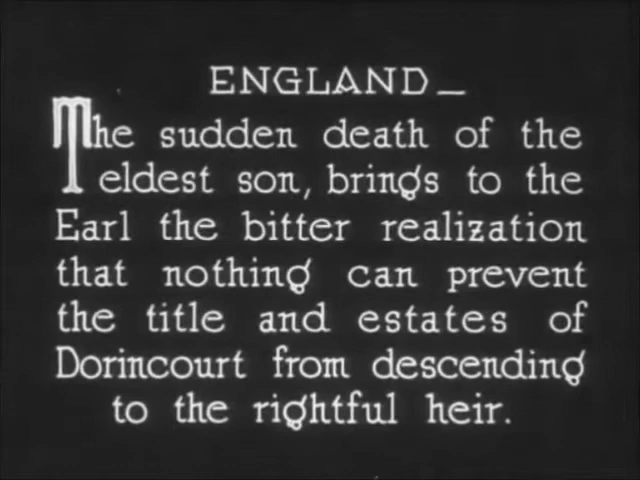 ENGLAND—
The sudden death of the
eldest son, brings to the
Earl the bitter realization
that nothing can prevent
the title and estates of
Dorincourt from descending
to the rightful heir.